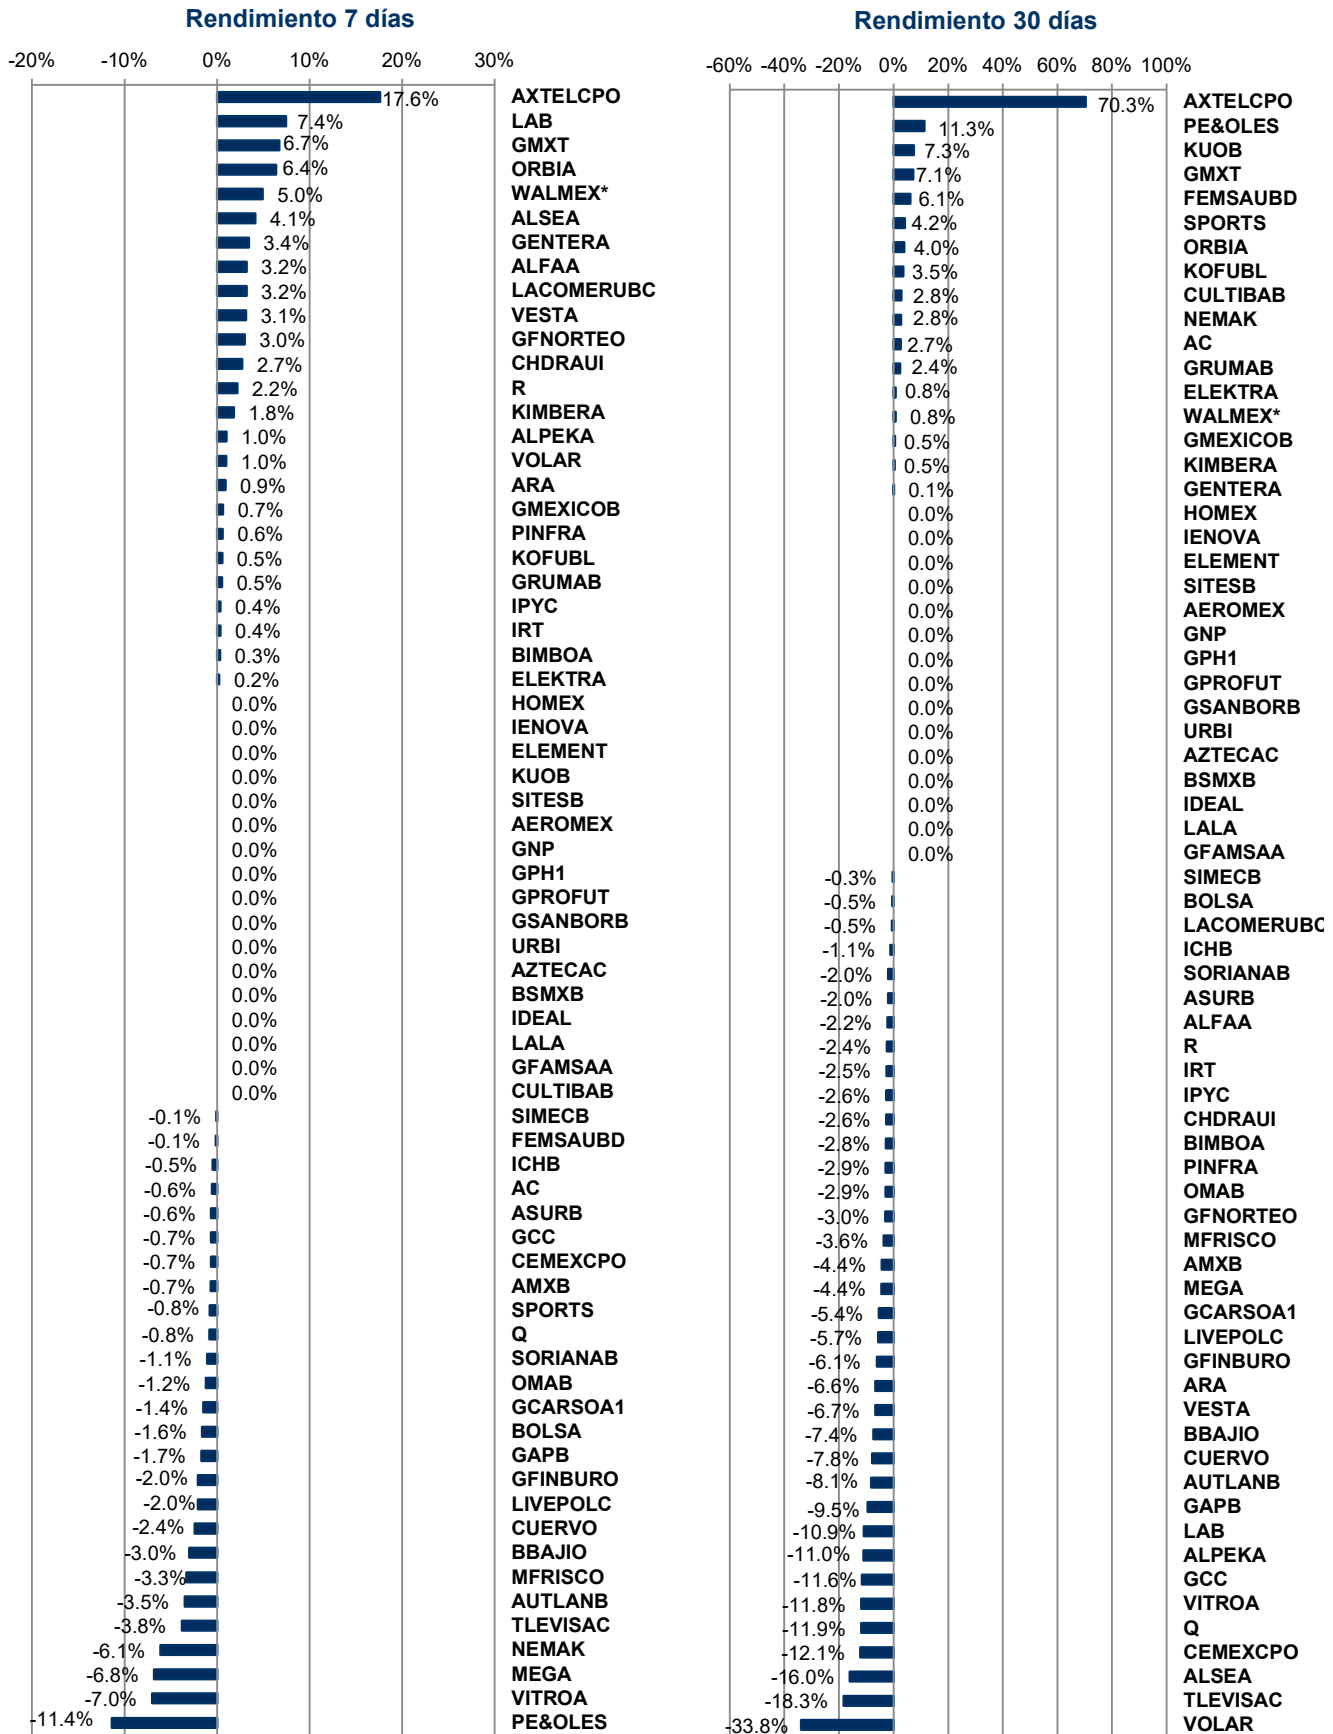 Rendimiento 7 días
-20% -10% 0% 10% 20% 30%
17.6% AXTELCPO
7.4% LAB
6.7% GMXT
6.4% ORBIA
5.0% WALMEX*
4.1% ALSEA
3.4% GENTERA
3.2% ALFAA
3.2% LACOMERUBC
3.1% VESTA
3.0% GFNORTEO
2.7% CHDRAUI
2.2% R
1.8% KIMBERA
1.0% ALPEKA
1.0% VOLAR
0.9% ARA
0.7% GMEXICOB
0.6% PINFRA
0.5% KOFUBL
0.5% GRUMAB
0.4% IPYC
0.4% IRT
0.3% BIMBOA
0.2% ELEKTRA
0.0% HOMEX
0.0% IENOVA
0.0% ELEMENT
0.0% KUOB
0.0% SITESB
0.0% AEROMEX
0.0% GNP
0.0% GPH1
0.0% GPROFUT
0.0% GSANBORB
0.0% URBI
0.0% AZTECAC
0.0% BSMXB
0.0% IDEAL
0.0% LALA
0.0% GFAMSAA
0.0% CULTIBAB
-0.1% SIMECB
-0.1% FEMSAUBD
-0.5% ICHB
-0.6% AC
-0.6% ASURB
-0.7% GCC
-0.7% CEMEXCPO
-0.7% AMXB
-0.8% SPORTS
-0.8% Q
-1.1% SORIANAB
-1.2% OMAB
-1.4% GCARSOA1
-1.6% BOLSA
-1.7% GAPB
-2.0% GFINBURO
-2.0% LIVEPOLC
-2.4% CUERVO
-3.0% BBAJIO
-3.3% MFRISCO
-3.5% AUTLANB
-3.8% TLEVISAC
-6.1% NEMAK
-6.8% MEGA
-7.0% VITROA
-11.4% PE&OLES
Rendimiento 30 días
-60% -40% -20% 0% 20% 40% 60% 80% 100%
70.3% AXTELCPO
11.3% PE&OLES
7.3% KUOB
7.1% GMXT
6.1% FEMSAUBD
4.2% SPORTS
4.0% ORBIA
3.5% KOFUBL
2.8% CULTIBAB
2.8% NEMAK
2.7% AC
2.4% GRUMAB
0.8% ELEKTRA
0.8% WALMEX*
0.5% GMEXICOB
0.5% KIMBERA
0.1% GENTERA
0.0% HOMEX
0.0% IENOVA
0.0% ELEMENT
0.0% SITESB
0.0% AEROMEX
0.0% GNP
0.0% GPH1
0.0% GPROFUT
0.0% GSANBORB
0.0% URBI
0.0% AZTECAC
0.0% BSMXB
0.0% IDEAL
0.0% LALA
0.0% GFAMSAA
-0.3% SIMECB
-0.5% BOLSA
-0.5% LACOMERUBC
-1.1% ICHB
-2.0% SORIANAB
-2.0% ASURB
-2.2% ALFAA
-2.4% R
-2.5% IRT
-2.6% IPYC
-2.6% CHDRAUI
-2.8% BIMBOA
-2.9% PINFRA
-2.9% OMAB
-3.0% GFNORTEO
-3.6% MFRISCO
-4.4% AMXB
-4.4% MEGA
-5.4% GCARSOA1
-5.7% LIVEPOLC
-6.1% GFINBURO
-6.6% ARA
-6.7% VESTA
-7.4% BBAJIO
-7.8% CUERVO
-8.1% AUTLANB
-9.5% GAPB
-10.9% LAB
-11.0% ALPEKA
-11.6% GCC
-11.8% VITROA
-11.9% Q
-12.1% CEMEXCPO
-16.0% ALSEA
-18.3% TLEVISAC
-33.8% VOLAR